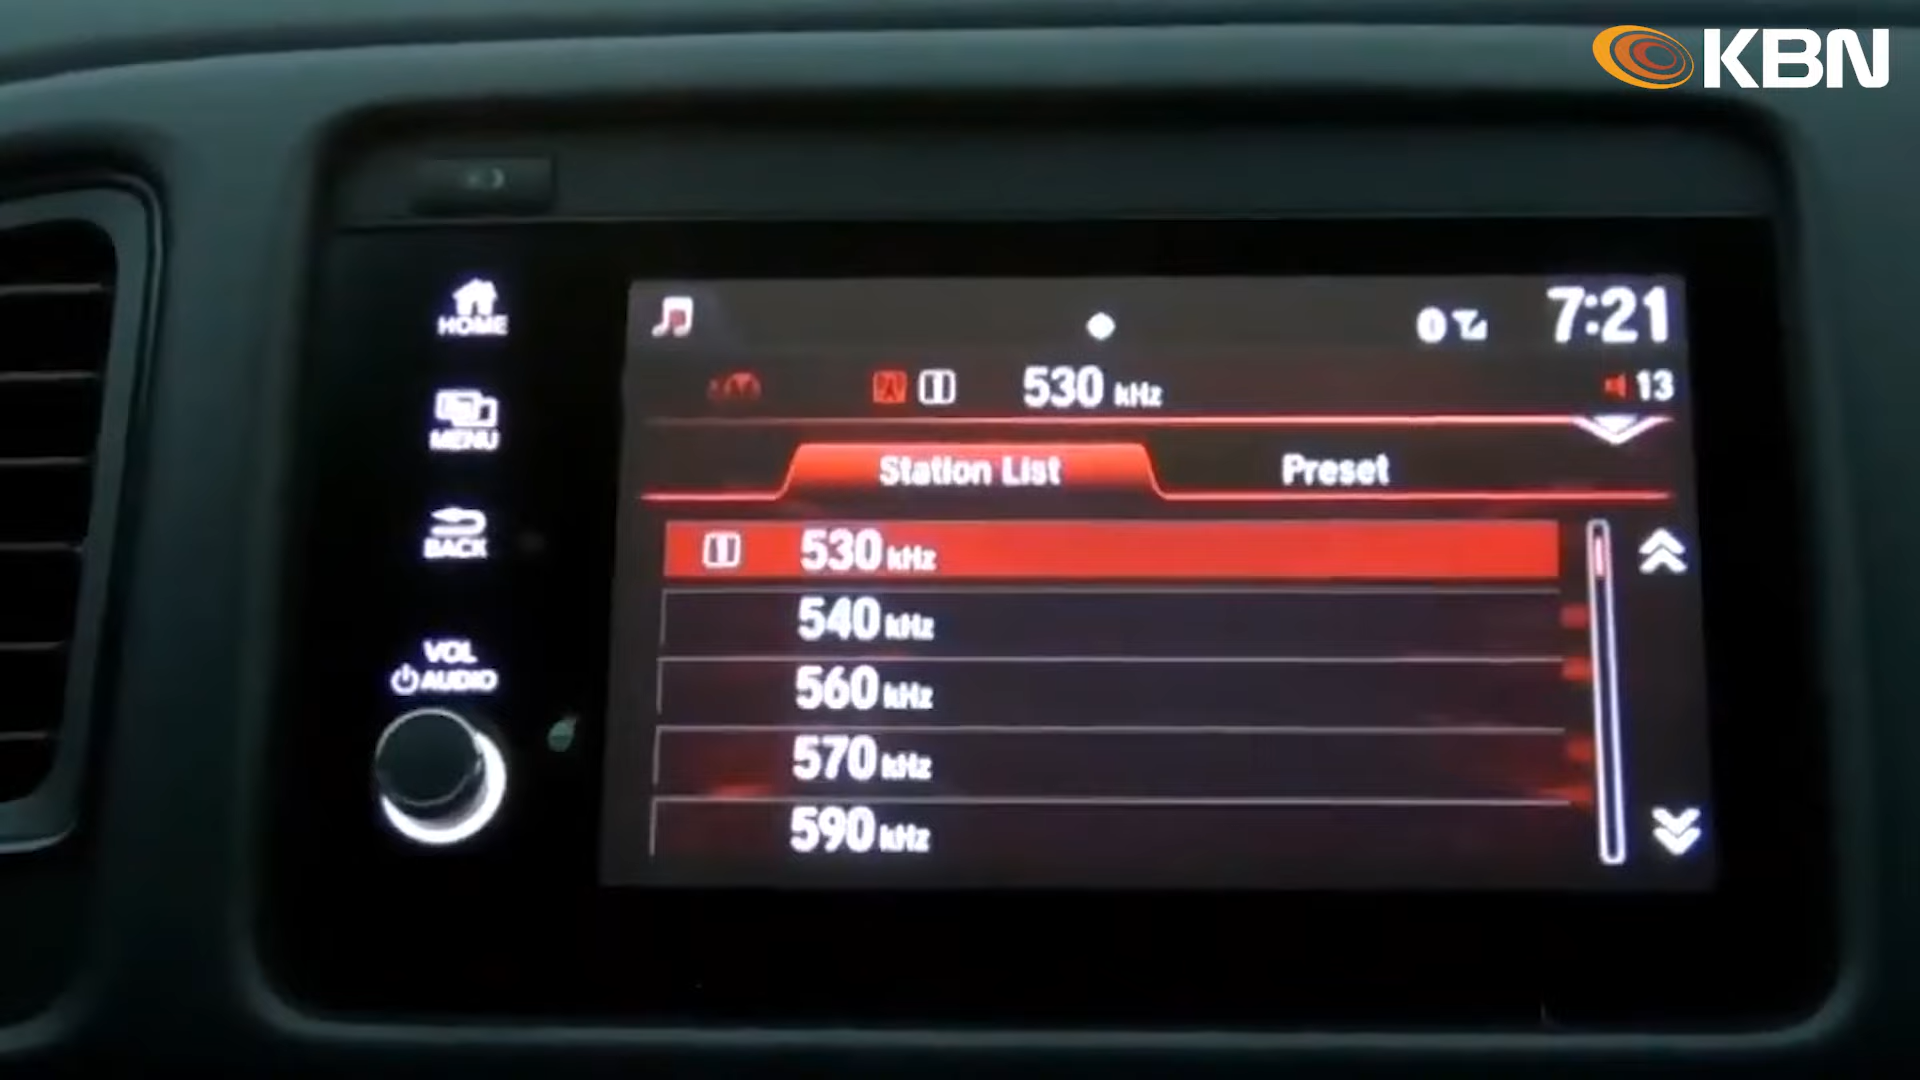 KBN
HOME
MENU
BACK
VOL
AUDIO
7:21
530 kHz
13
Station List
Preset
530 kHz
540 kHz
560 kHz
570 kHz
590 kHz